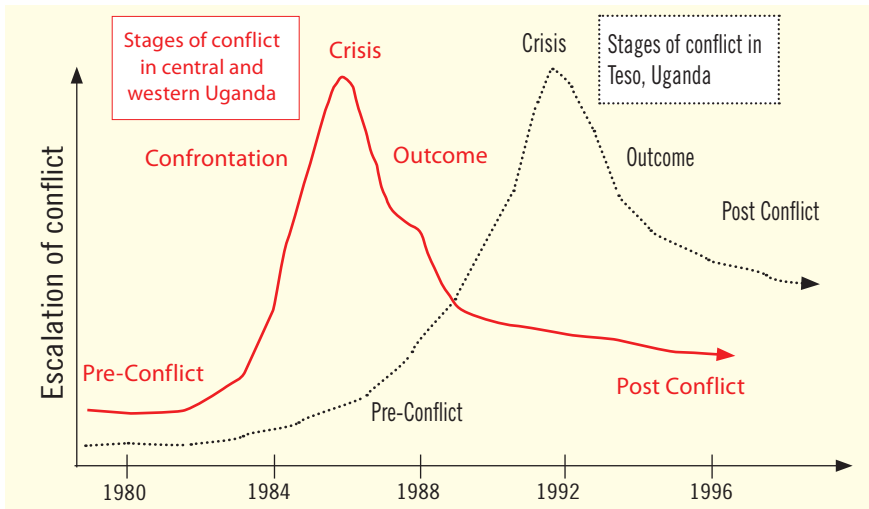 Stages of conflict
in central and
western Uganda
Crisis
Crisis
Stages of conflict in
Teso, Uganda
Confrontation
Outcome
Outcome
Post Conflict
Escalation of conflict
Pre-Conflict
Pre-Conflict
Post Conflict
1980
1984
1988
1992
1996